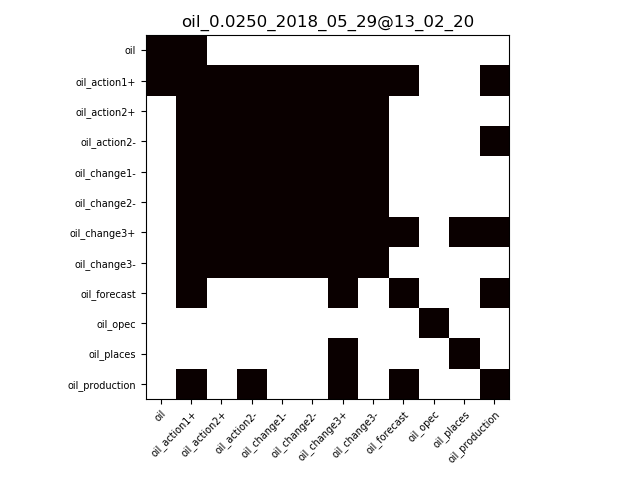 oil_0.0250_2018_05_29@13_02_20
oil
oil_action1+
oil_action2+
oil_action2-
oil_change1-
oil_change2-
oil_change3+
oil_change3-
oil_forecast
oil_opec
oil_places
oil_production
oil
oil_action1+
oil_action2+
oil_action2-
oil_change1-
oil_change2-
oil_change3+
oil_change3-
oil_forecast
oil_opec
oil_places
oil_production